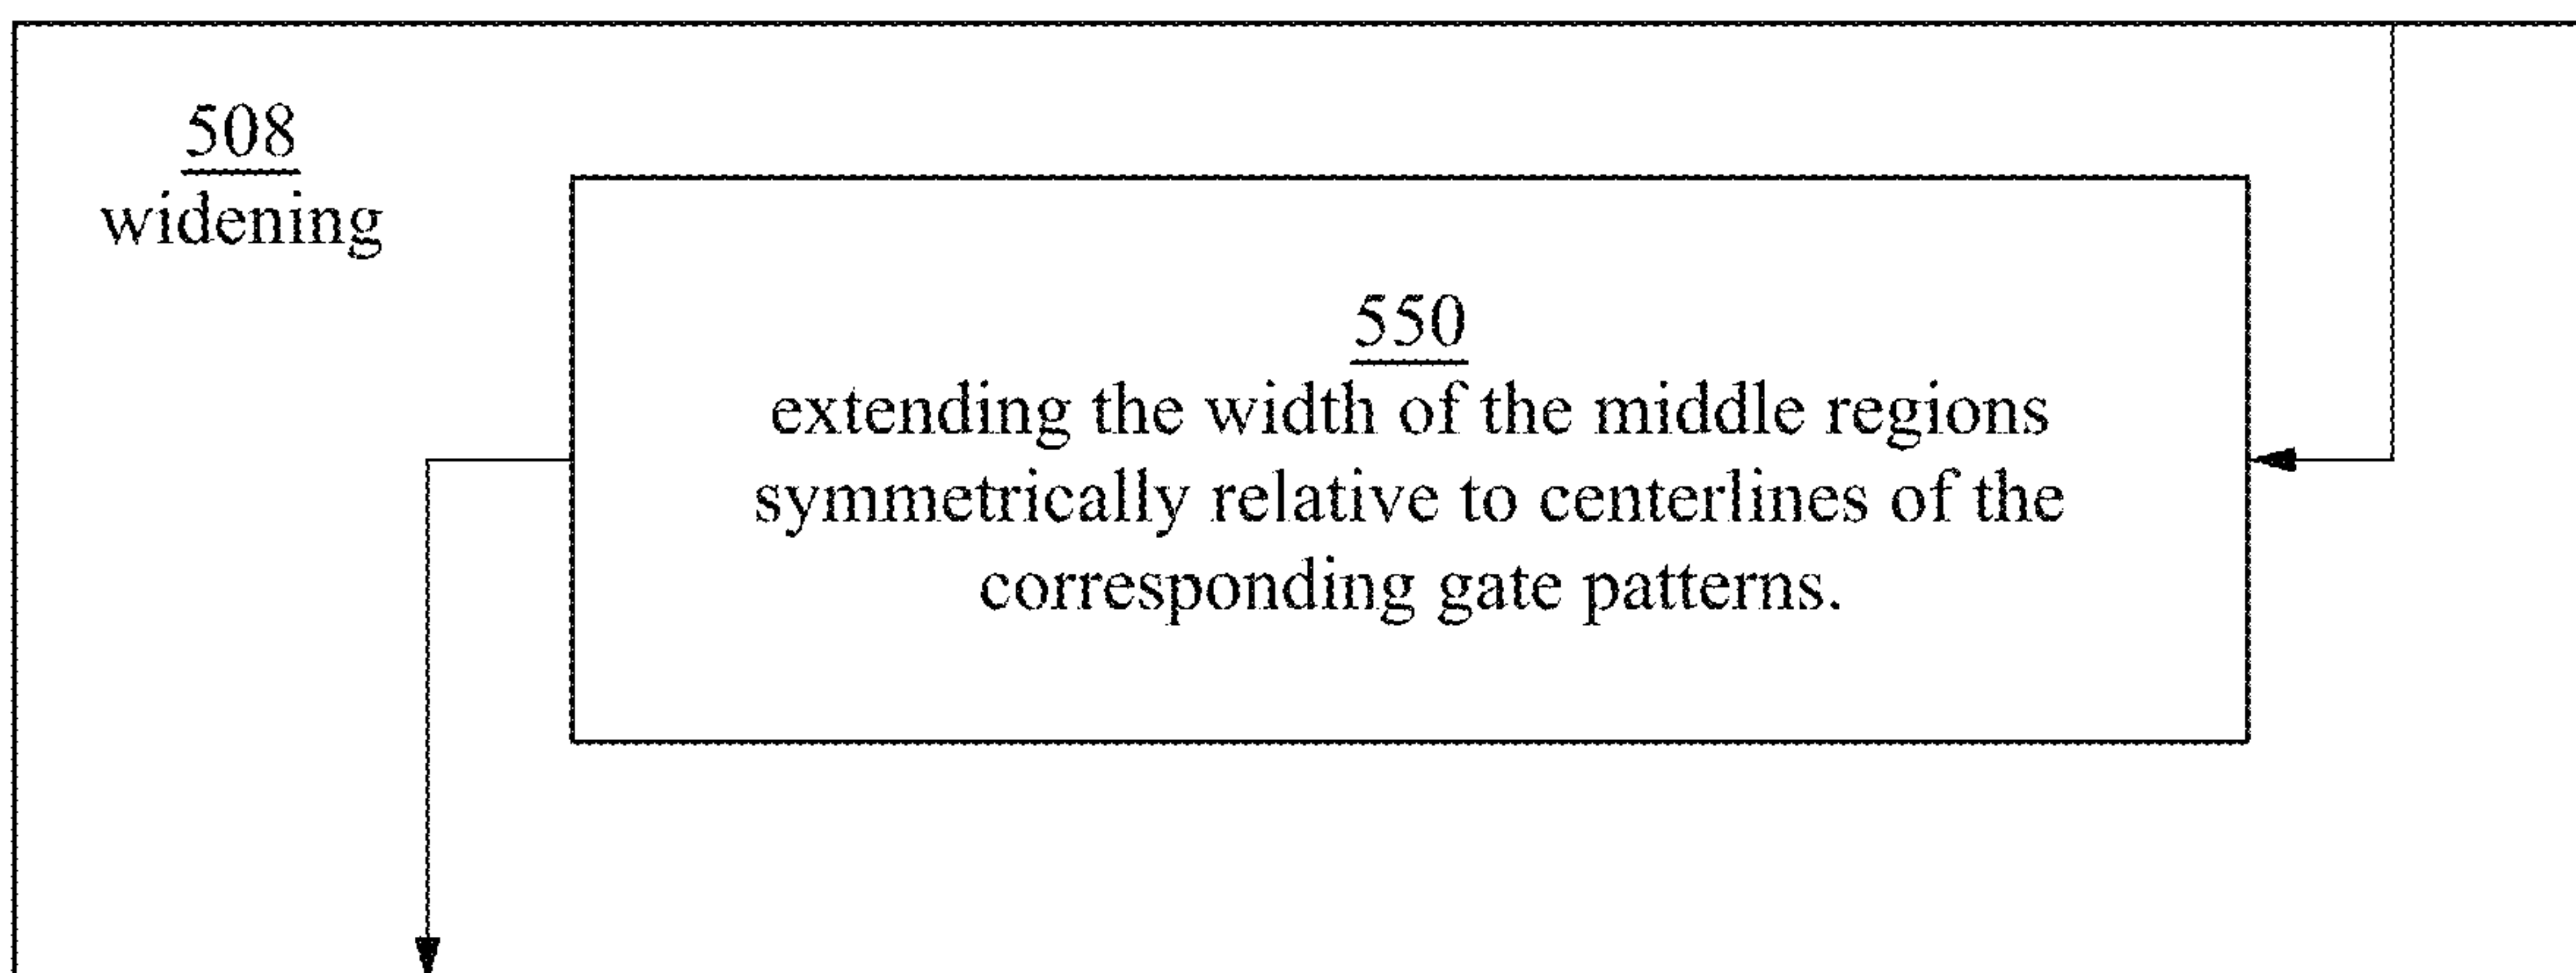 508
widening
550
extending the width of the middle regions
symmetrically relative to centerlines of the
corresponding gate patterns.